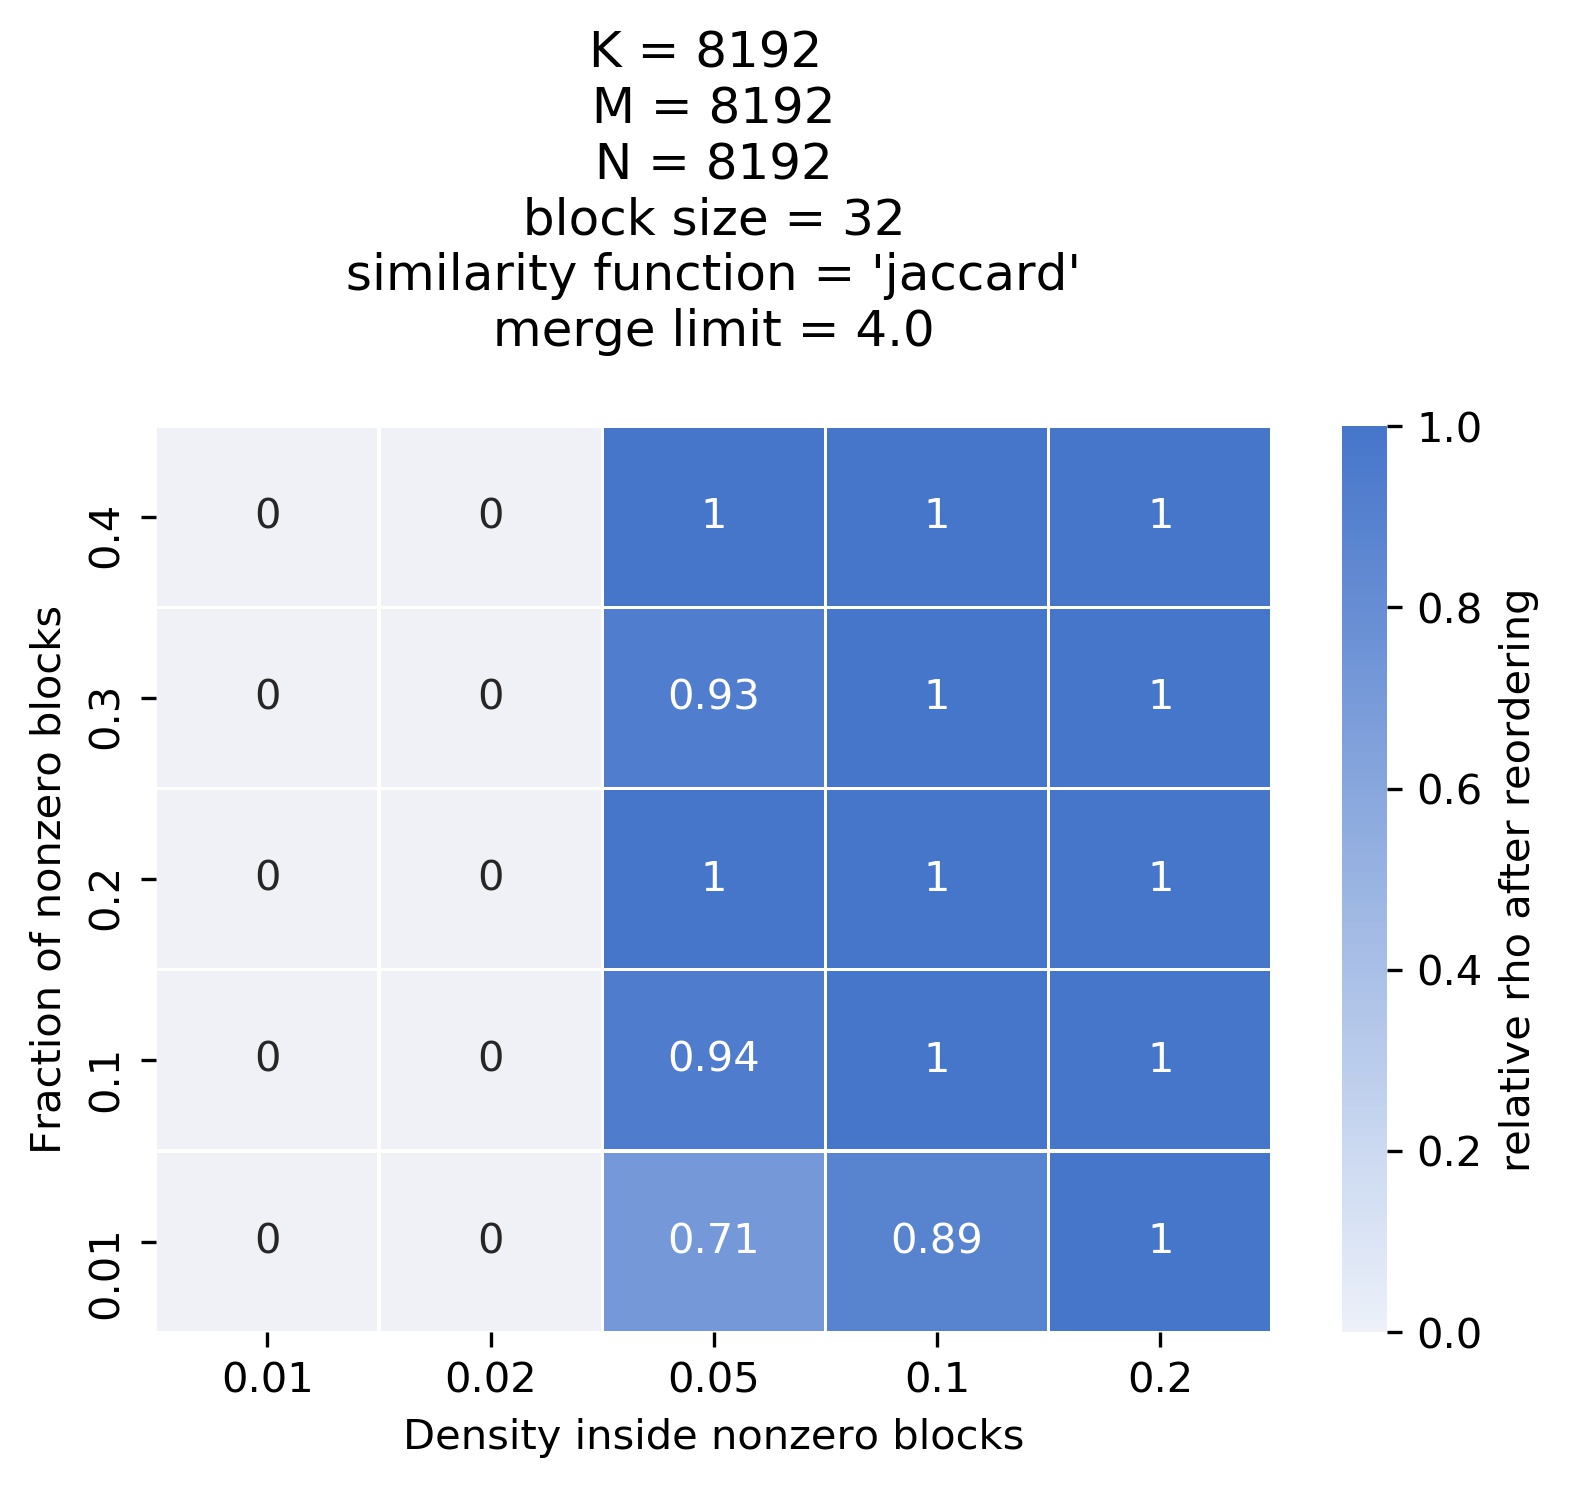 K = 8192
M = 8192
N = 8192
block size = 32
similarity function = 'jaccard'
merge limit = 4.0
Fraction of nonzero blocks
0.4
0 0 1 1 1
0.3
0 0 0.93 1 1
0.2
0 0 1 1 1
0.1
0 0 0.94 1 1
0.01
0 0 0.71 0.89 1
0.01 0.02 0.05 0.1 0.2
Density inside nonzero blocks
1.0
0.8
0.6
0.4
0.2
0.0
relative rho after reordering